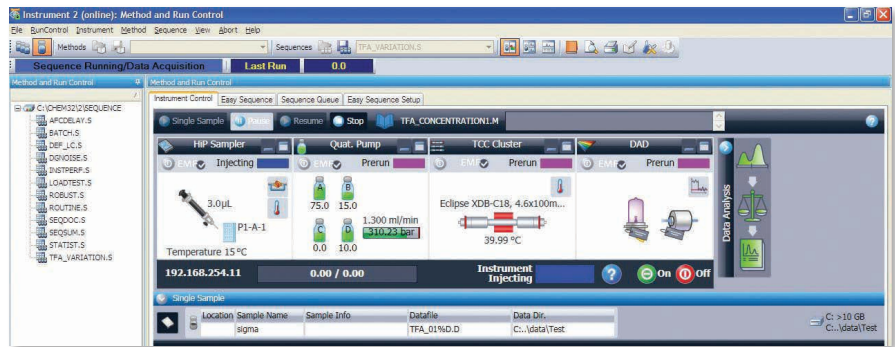 Instrument 2 (online): Method and Run Control
File RunControl Instrument Method Sequence View Abort Help
Methods Sequences TFA_VARIATION.S
Sequence Running/Data Acquisition Last Run 0.0
Method and Run Control
Method and Run Control
Instrument Control Easy Sequence Sequence Queue Easy Sequence Setup
C:\CHEM32\2\SEQUENCE
AFCDELAY.S
BATCH.S
DEF_LC.S
DGNOISE.S
INSTPERF.S
LOADTEST.S
ROBUST.S
ROUTINE.S
SEQDOC.S
SEQSUM.S
STATIST.S
TFA_VARIATION.S
Single Sample Pause Resume Stop TFA_CONCENTRATION1.M
HiP Sampler Quat. Pump TCC Cluster DAD
EMF Injecting EMF Prerun EMF Prerun EMF Prerun
3.0µL
P1-A-1
Temperature 15 °C
A B
75.0 15.0
C D
1.300 ml/min
310.23 bar
0.0 10.0
Eclipse XDB-C18, 4.6x100m...
39.99 °C
Data Analysis
192.168.254.11 0.00 / 0.00 Instrument Injecting On Off
Single Sample
Location Sample Name Sample Info Datafile Data Dir.
sigma TFA_01%D.D C:..\data\Test
C: >10 GB
C:..\data\Test